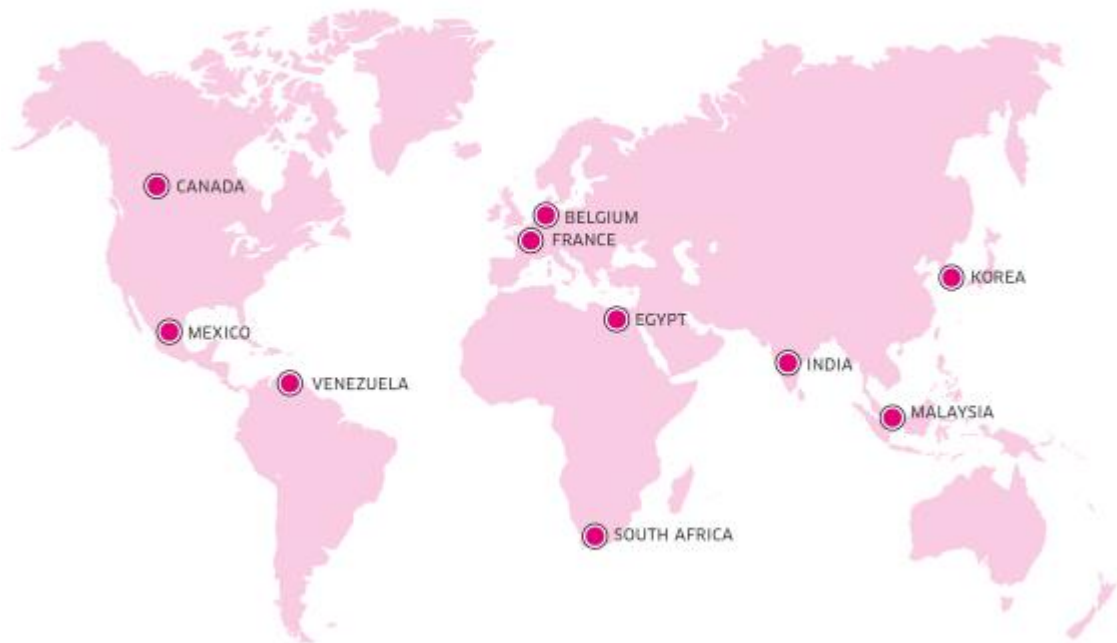 CANADA
BELGIUM
FRANCE
KOREA
EGYPT
MEXICO
INDIA
VENEZUELA
MALAYSIA
SOUTH AFRICA